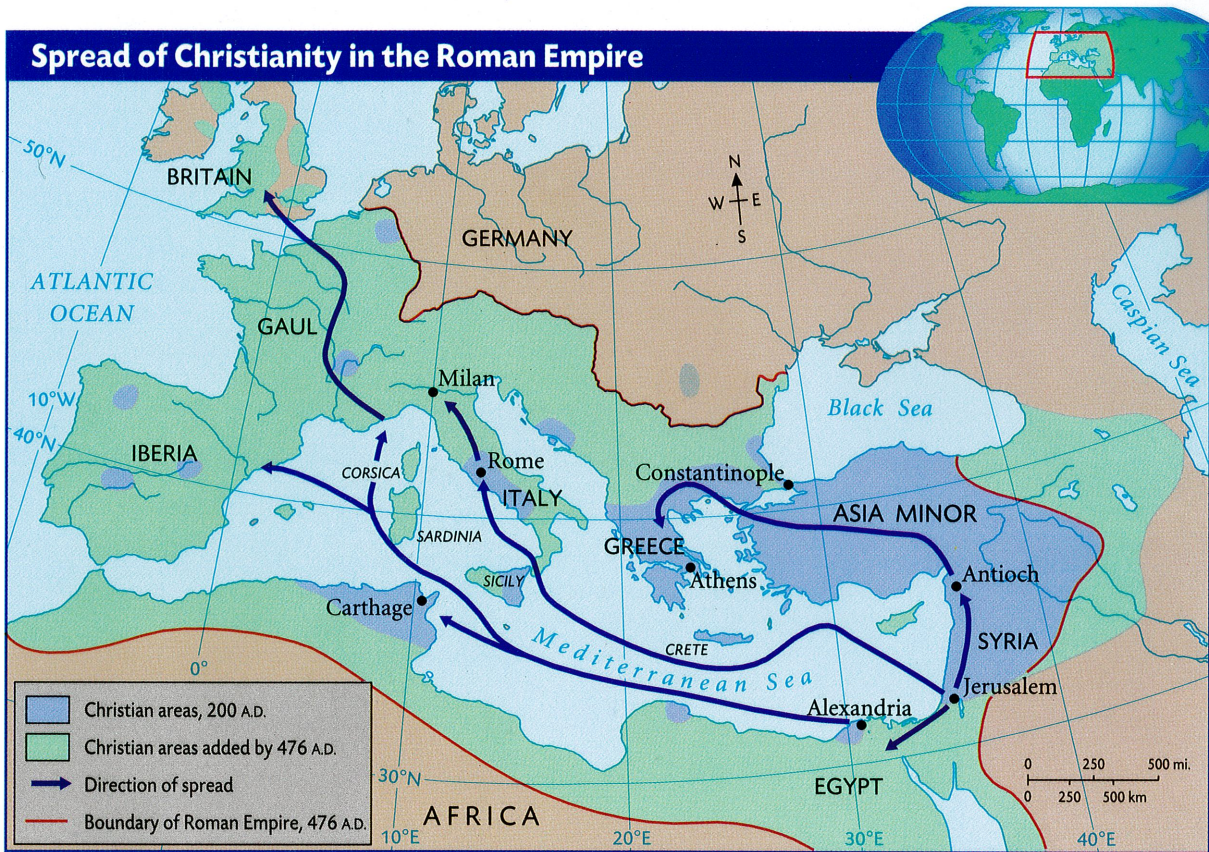 Spread of Christianity in the Roman Empire
50°N
BRITAIN
N
W E
S
GERMANY
ATLANTIC
OCEAN
GAUL
Caspian Sea
Milan
10°W
40°N
Black Sea
IBERIA
CORSICA
Rome
ITALY
Constantinople
ASIA MINOR
SARDINIA
GREECE
SICILY
Athens
Antioch
Carthage
Mediterranean Sea
CRETE
SYRIA
0°
Jerusalem
Alexandria
Christian areas, 200 A.D.
Christian areas added by 476 A.D.
Direction of spread
Boundary of Roman Empire, 476 A.D.
30°N
EGYPT
0 250 500 mi.
0 250 500 km
AFRICA
10°E
20°E
30°E
40°E